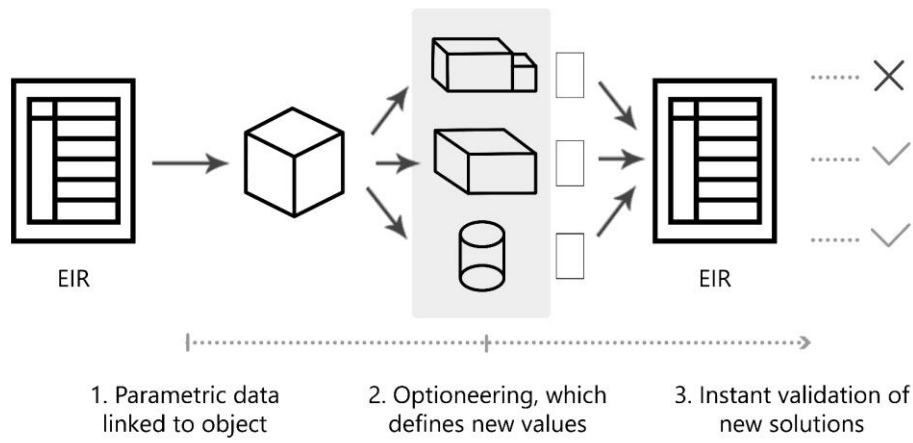 EIR
EIR
1. Parametric data
linked to object
2. Optioneering, which
defines new values
3. Instant validation of
new solutions